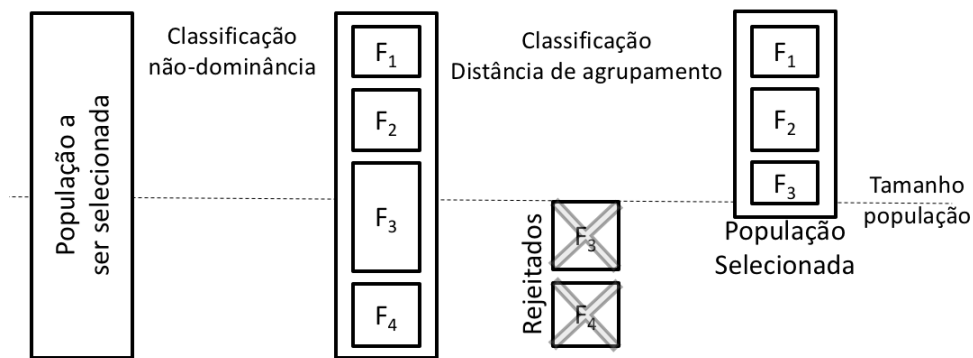 População a
ser selecionada
Classificação
não-dominância
F1
F2
F3
F4
Classificação
Distância de agrupamento
Rejeitados
F3
F4
F1
F2
F3
População
Selecionada
Tamanho
população